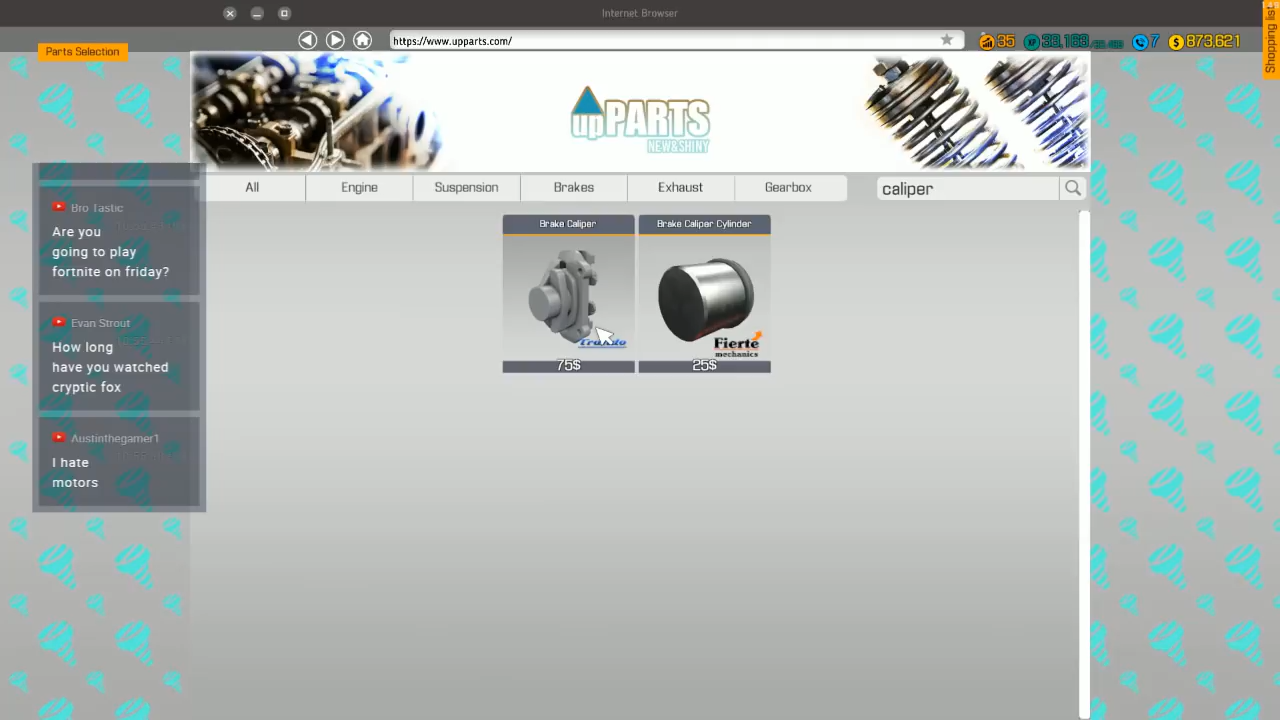 Internet Browser
Shopping list
Parts Selection
https://www.upparts.com/
35
7
873,621
upPARTS
NEW&SHINY
All
Engine
Suspension
Brakes
Exhaust
Gearbox
caliper
Bro Tastic
Are you
going to play
fortnite on friday?
Evan Strout
How long
have you watched
cryptic fox
Austinthegamer1
I hate
motors
Brake Caliper
75$
Brake Caliper Cylinder
Fierte
mechanics
25$